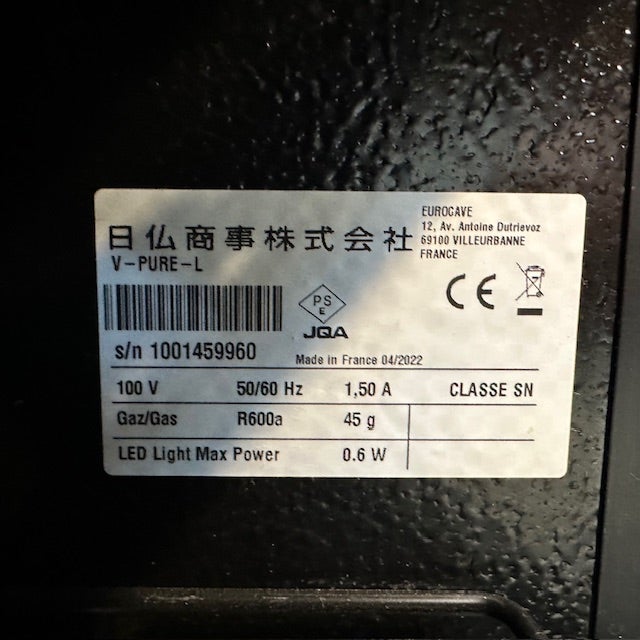 日仏商事株式会社
V-PURE-L
EUROCAVE
12, Av. Antoine Dutrievoz
69100 VILLEURBANNE
FRANCE
PS
E
JQA
CE
s/n 1001459960
Made in France 04/2022
100 V 50/60 Hz 1,50 A CLASSE SN
Gaz/Gas R600a 45 g
LED Light Max Power 0.6 W